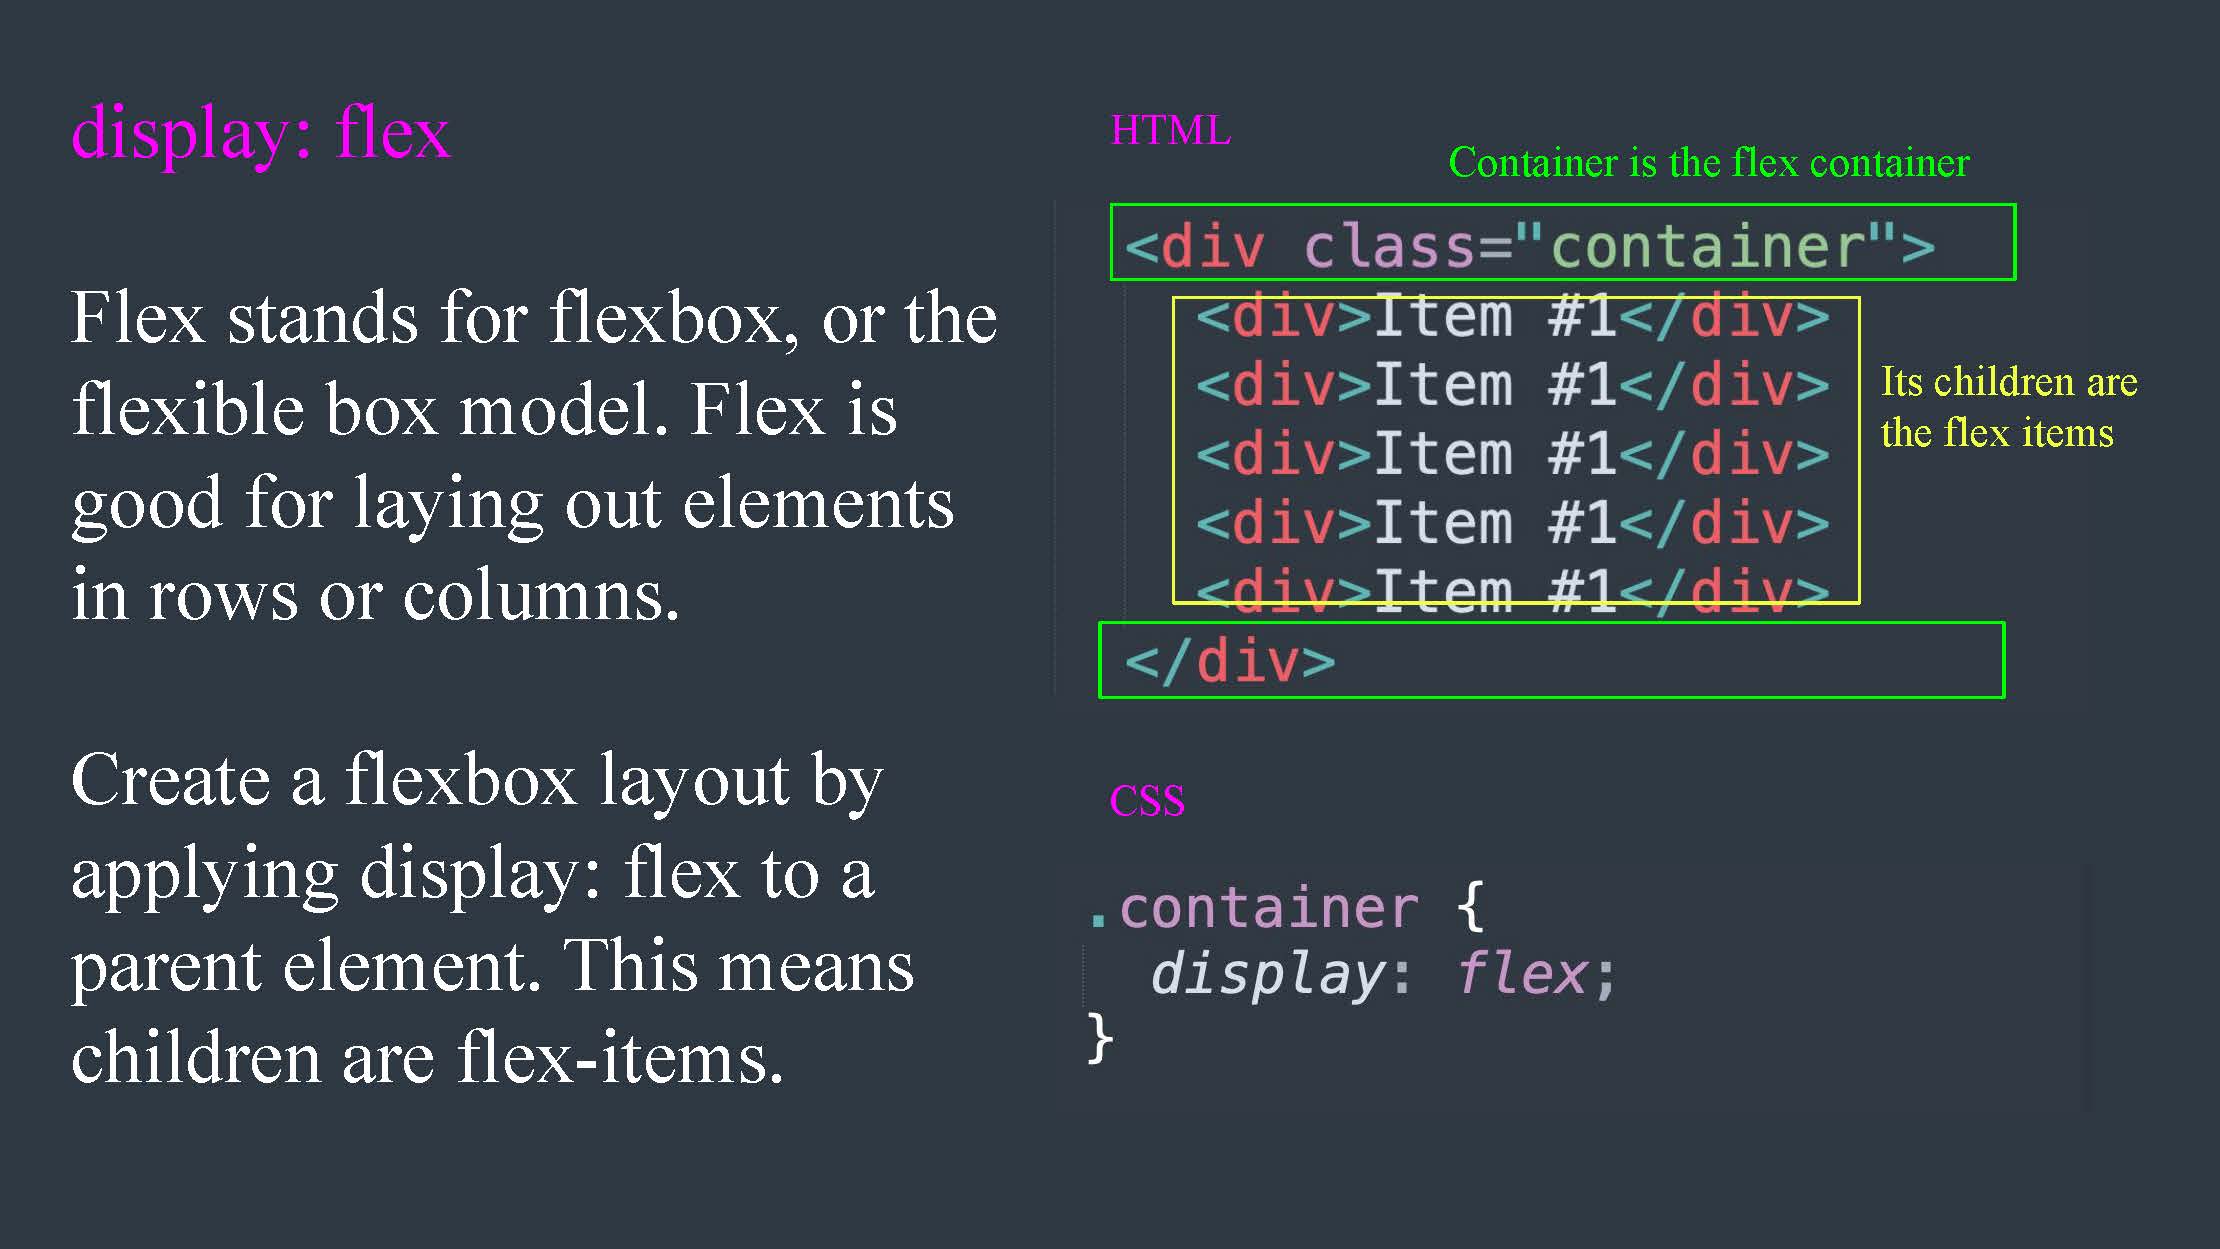 display: flex
Flex stands for flexbox, or the
flexible box model. Flex is
good for laying out elements
in rows or columns.
Create a flexbox layout by
applying display: flex to a
parent element. This means
children are flex-items.
HTML
Container is the flex container
<div class="container">
<div>Item #1</div>
<div>Item #1</div>
<div>Item #1</div>
<div>Item #1</div>
<div>Item #1</div>
</div>
Its children are
the flex items
CSS
.container {
display: flex;
}